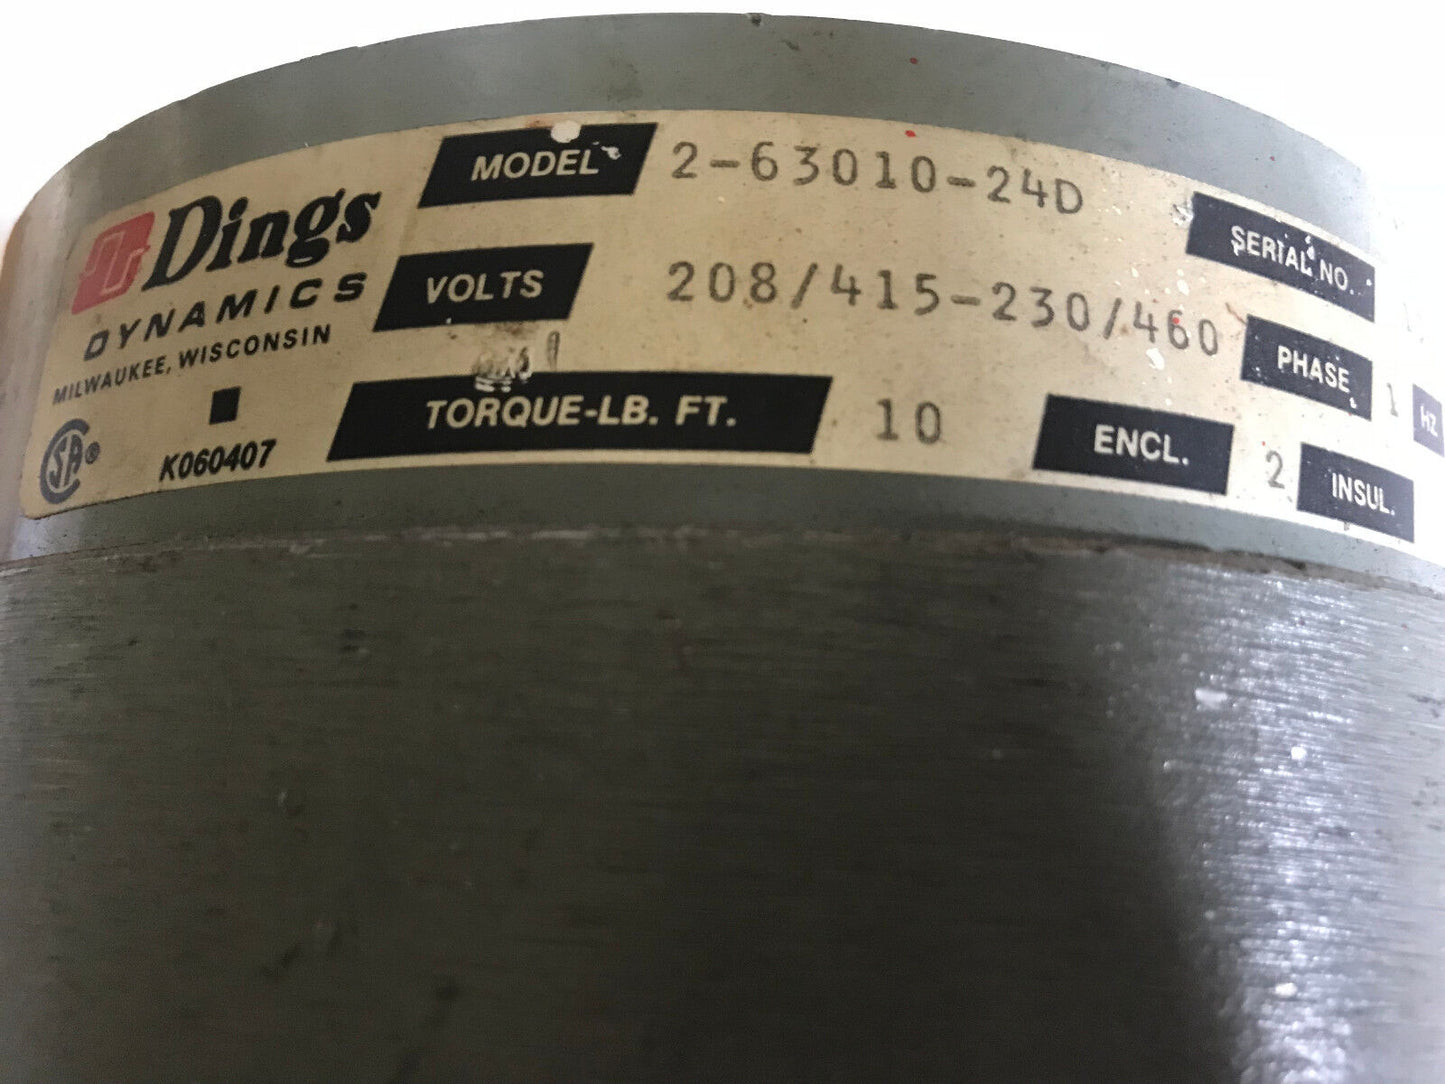 Dings
DYNAMICS
MILWAUKEE, WISCONSIN
SA®
K060407
MODEL 2-63010-24D SERIAL NO.
VOLTS 208/415-230/460 PHASE 1 HZ
TORQUE-LB. FT. 10 ENCL. 2 INSUL.